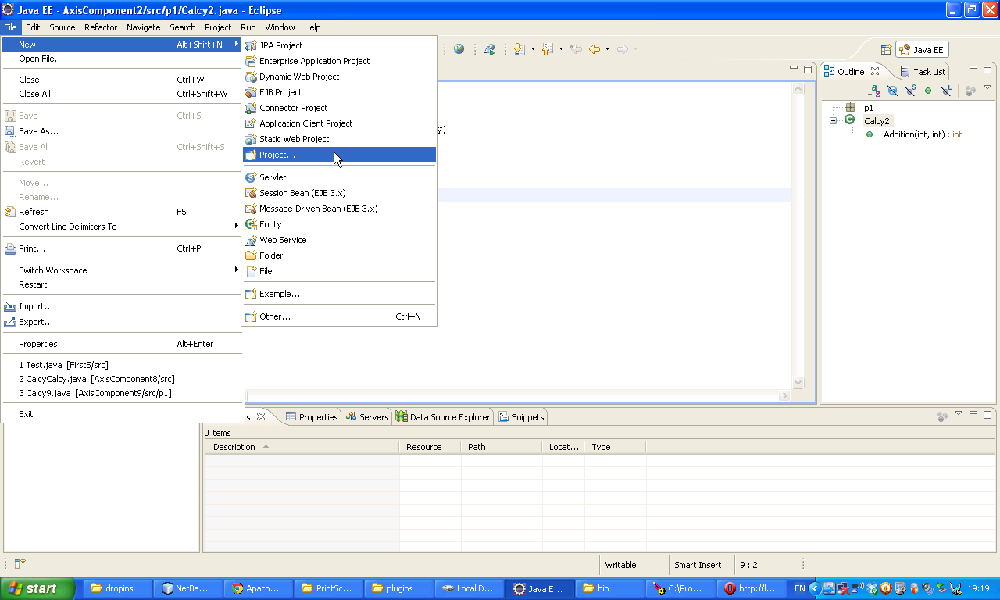 Java EE - AxisComponent2/src/p1/Calcy2.java - Eclipse
File Edit Source Refactor Navigate Search Project Run Window Help
New Alt+Shift+N
Open File...
Close Ctrl+W
Close All Ctrl+Shift+W
Save Ctrl+S
Save As...
Save All Ctrl+Shift+S
Revert
Move...
Rename...
Refresh F5
Convert Line Delimiters To
Print... Ctrl+P
Switch Workspace
Restart
Import...
Export...
Properties Alt+Enter
1 Test.java [FirstS/src]
2 CalcyCalcy.java [AxisComponent8/src]
3 Calcy9.java [AxisComponent9/src/p1]
Exit
JPA Project
Enterprise Application Project
Dynamic Web Project
EJB Project
Connector Project
Application Client Project
Static Web Project
Project...
Servlet
Session Bean (EJB 3.x)
Message-Driven Bean (EJB 3.x)
Entity
Web Service
Folder
File
Example...
Other... Ctrl+N
Java EE
Outline Task List
p1
Calcy2
Addition(int, int) : int
Properties Servers Data Source Explorer Snippets
0 items
Description Resource Path Locat... Type
Writable Smart Insert 9 : 2
start dropins NetBe... Apach... PrintSc... plugins Local D... Java E... bin C:\Pro... http://l... EN 19:19